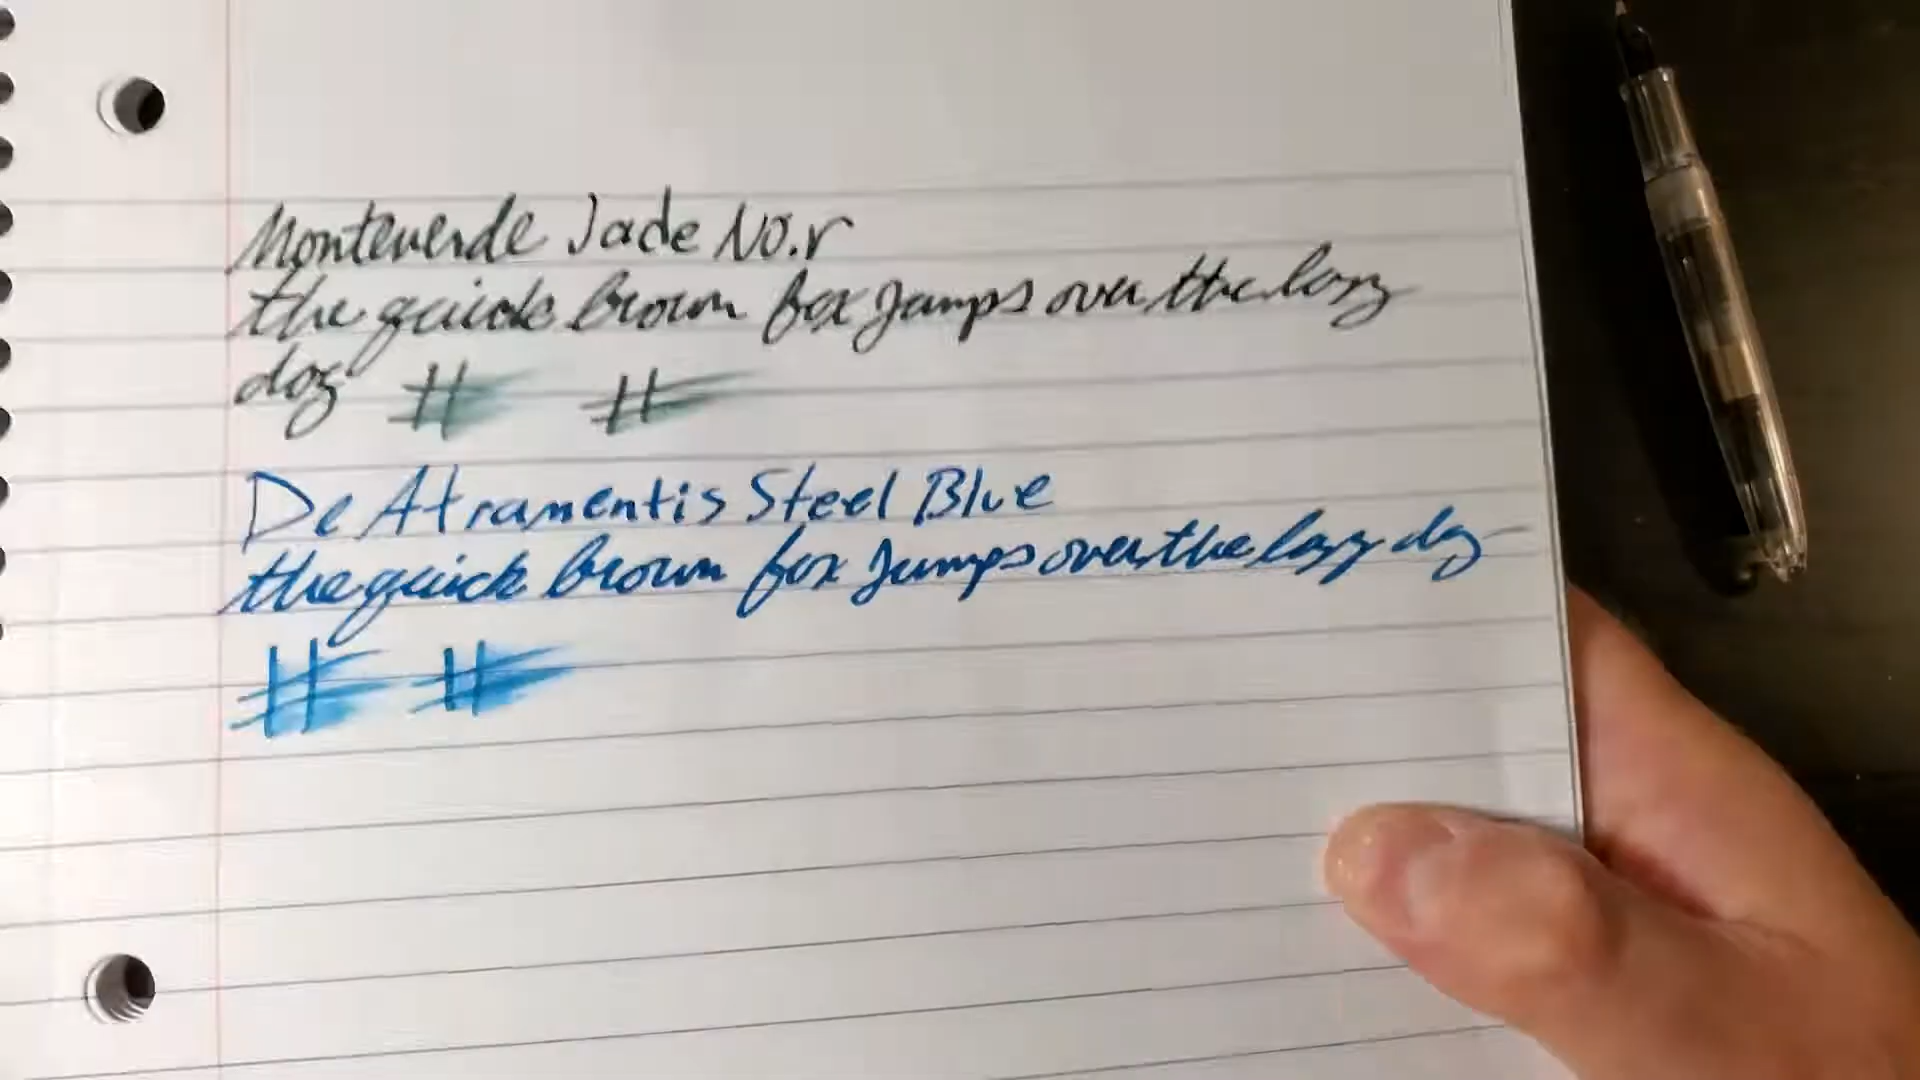 Monteverde Jade No.r
the quick brown fox jumps over the lazy
dog # #
De Atramentis Steel Blue
the quick brown fox jumps over the lazy dog
# #